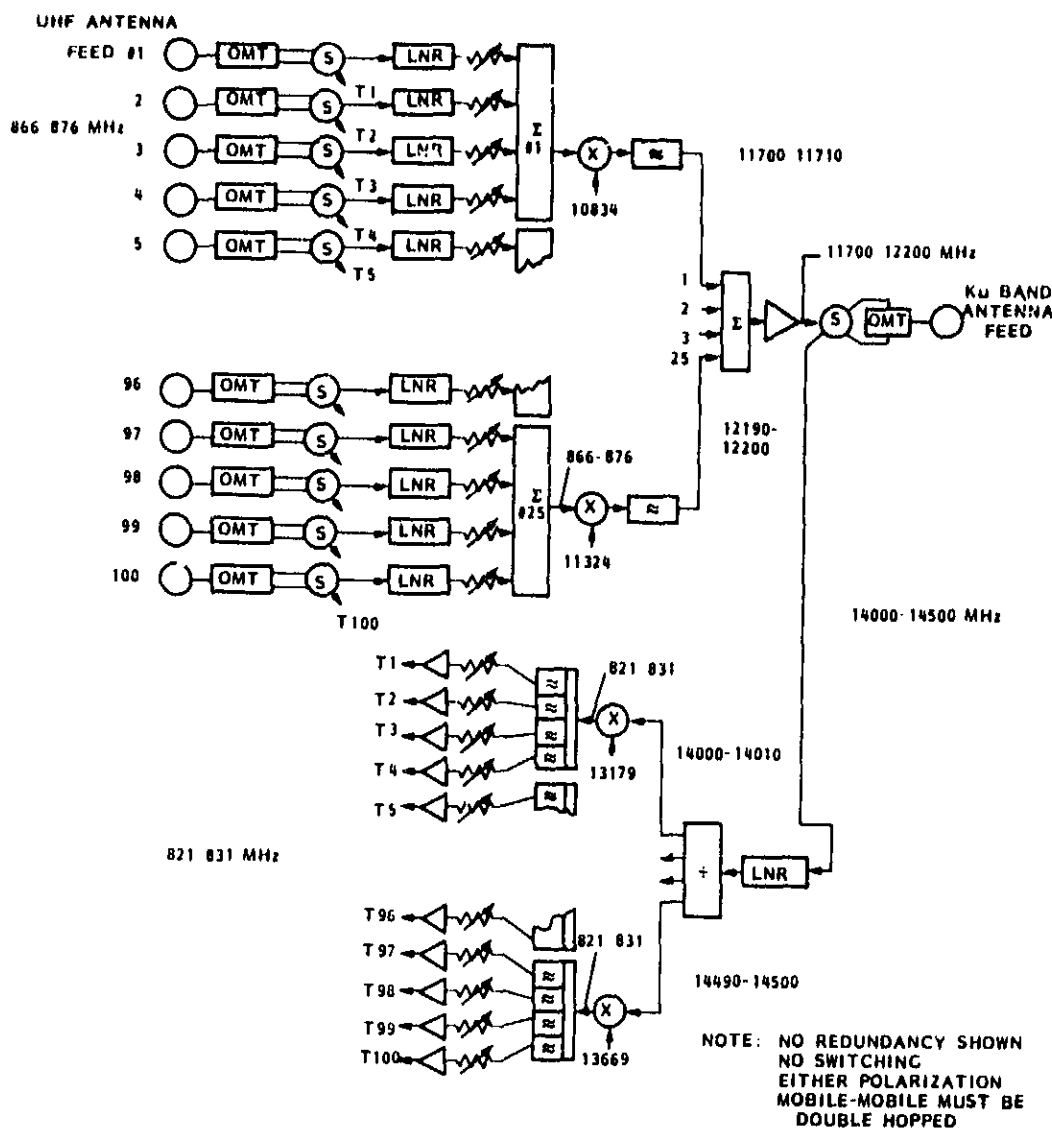 UHF ANTENNA
FEED #1
OMT
S
LNR
T1
2
OMT
S
LNR
T2
866 876 MHz
3
OMT
S
LNR
T3
4
OMT
S
LNR
T4
5
OMT
S
LNR
T5
Σ
#1
X
≈
10834
11700 11710
11700 12200 MHz
1
2
3
25
Σ
S
OMT
Ku BAND
ANTENNA
FEED
12190-
12200
96
OMT
S
LNR
97
OMT
S
LNR
98
OMT
S
LNR
99
OMT
S
LNR
100
OMT
S
LNR
T100
Σ
#25
866-876
X
≈
11324
14000-14500 MHz
T1
≈
T2
≈
T3
≈
T4
≈
T5
≈
821 831
X
13179
14000-14010
821 831 MHz
÷
LNR
T96
T97
≈
T98
≈
T99
≈
T100
≈
821 831
X
13669
14490-14500
NOTE: NO REDUNDANCY SHOWN
NO SWITCHING
EITHER POLARIZATION
MOBILE-MOBILE MUST BE
DOUBLE HOPPED